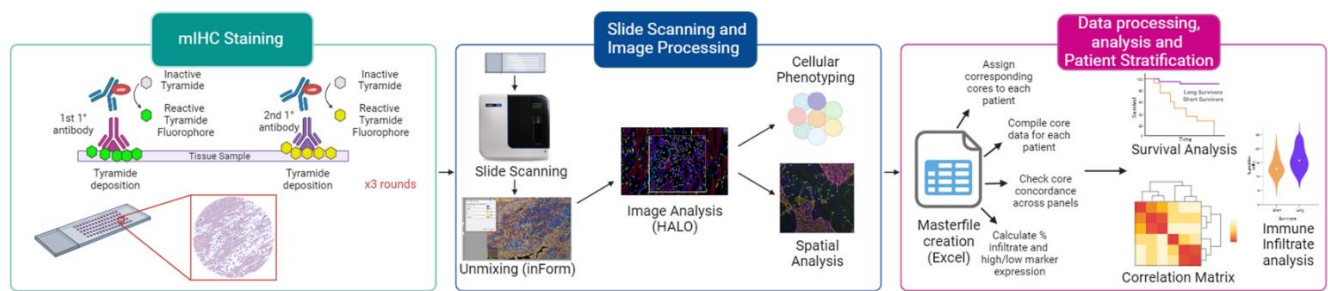 mIHC Staining
Inactive
Tyramide
Reactive
Tyramide
Fluorophore
1st 1°
antibody
Inactive
Tyramide
Reactive
Tyramide
Fluorophore
2nd 1°
antibody
Tissue Sample
Tyramide
deposition
Tyramide
deposition
x3 rounds
Slide Scanning and
Image Processing
Slide Scanning
Unmixing (inForm)
Image Analysis
(HALO)
Cellular
Phenotyping
Spatial
Analysis
Data processing,
analysis and
Patient Stratification
Masterfile
creation
(Excel)
Assign
corresponding
cores to each
patient
Compile core
data for each
patient
Check core
concordance
across panels
Calculate %
infiltrate and
high/low marker
expression
Survival
Long Survivors
Short Survivors
Time
Survival Analysis
Correlation Matrix
Short
Long
Survivors
Immune
Infiltrate
analysis